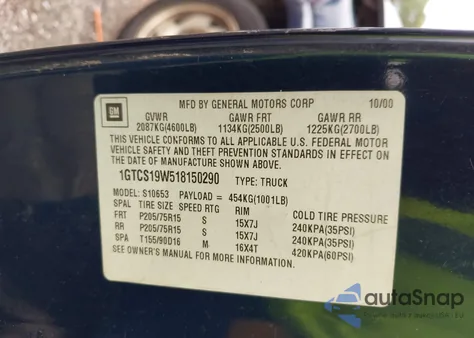 GM
MFD BY GENERAL MOTORS CORP 10/00
GVWR GAWR FRT GAWR RR
2087KG(4600LB) 1134KG(2500LB) 1225KG(2700LB)
THIS VEHICLE CONFORMS TO ALL APPLICABLE U.S. FEDERAL MOTOR
VEHICLE SAFETY AND THEFT PREVENTION STANDARDS IN EFFECT ON THE
DATE OF MANUFACTURE SHOWN ABOVE.
1GTCS19W518150290 TYPE: TRUCK
MODEL: S10653 PAYLOAD = 454KG(1001LB)
SPAL TIRE SIZE SPEED RTG RIM COLD TIRE PRESSURE
FRT P205/75R15 S 15X7J 240KPA(35PSI)
RR P205/75R15 S 15X7J 240KPA(35PSI)
SPA T155/90D16 M 16X4T 420KPA(60PSI)
SEE OWNER'S MANUAL FOR MORE INFORMATION.
autoSnap